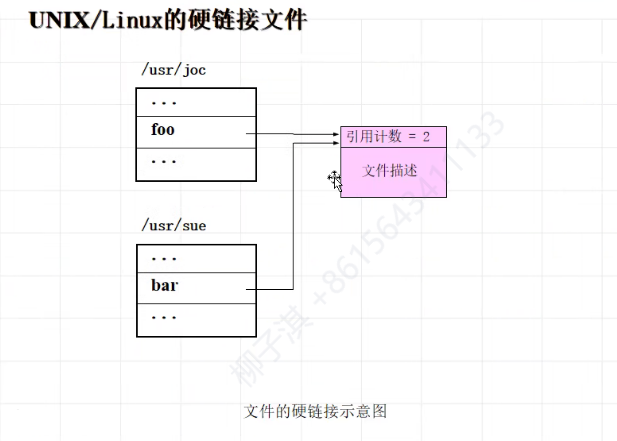 UNIX/Linux的硬链接文件
/usr/joc
...
foo
...
引用计数 = 2
文件描述
/usr/sue
...
bar
...
柳子淇 +8615643411133
文件的硬链接示意图